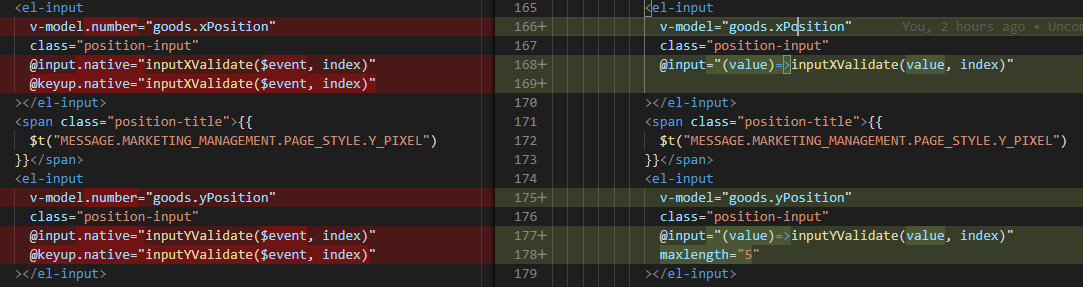 <el-input
v-model.number="goods.xPosition"
class="position-input"
@input.native="inputXValidate($event, index)"
@keyup.native="inputXValidate($event, index)"
></el-input>
<span class="position-title">{{
$t("MESSAGE.MARKETING_MANAGEMENT.PAGE_STYLE.Y_PIXEL")
}}</span>
<el-input
v-model.number="goods.yPosition"
class="position-input"
@input.native="inputYValidate($event, index)"
@keyup.native="inputYValidate($event, index)"
></el-input>
165 <el-input
166+ v-model="goods.xPosition" You, 2 hours ago • Uncom
167 class="position-input"
168+ @input="(value)=>inputXValidate(value, index)"
169+
170 ></el-input>
171 <span class="position-title">{{
172 $t("MESSAGE.MARKETING_MANAGEMENT.PAGE_STYLE.Y_PIXEL")
173 }}</span>
174 <el-input
175+ v-model="goods.yPosition"
176 class="position-input"
177+ @input="(value)=>inputYValidate(value, index)"
178+ maxlength="5"
179 ></el-input>